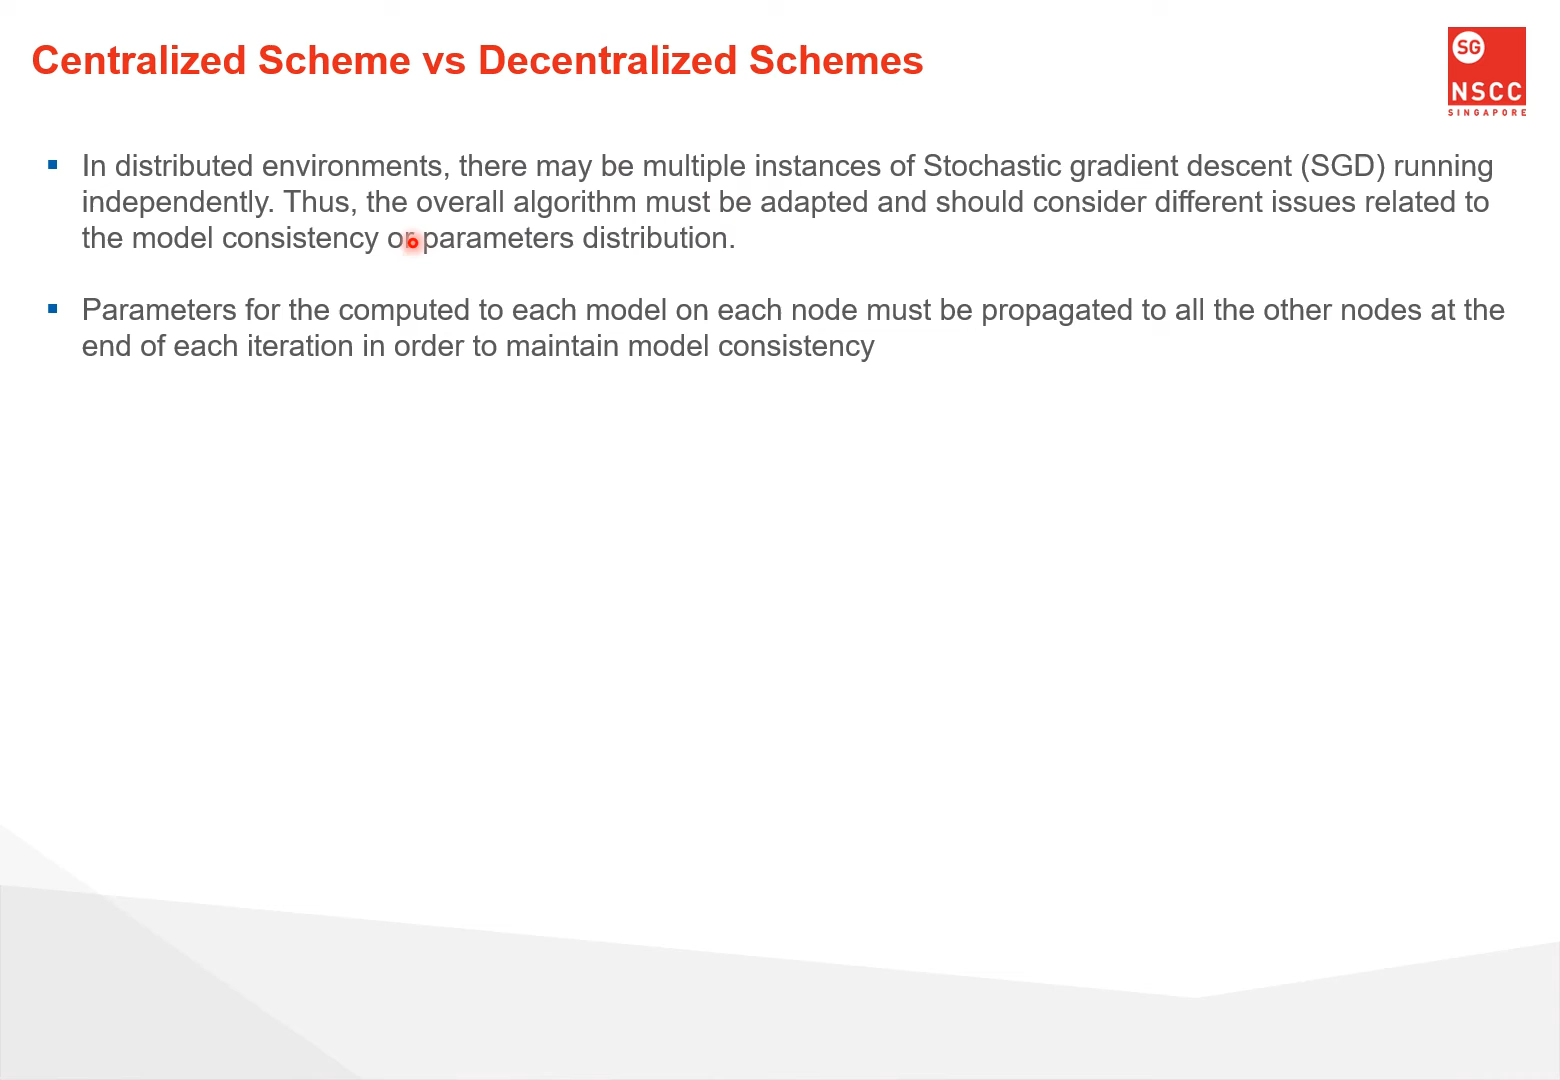 Centralized Scheme vs Decentralized Schemes
SG
NSCC
SINGAPORE
In distributed environments, there may be multiple instances of Stochastic gradient descent (SGD) running
independently. Thus, the overall algorithm must be adapted and should consider different issues related to
the model consistency or parameters distribution.
Parameters for the computed to each model on each node must be propagated to all the other nodes at the
end of each iteration in order to maintain model consistency